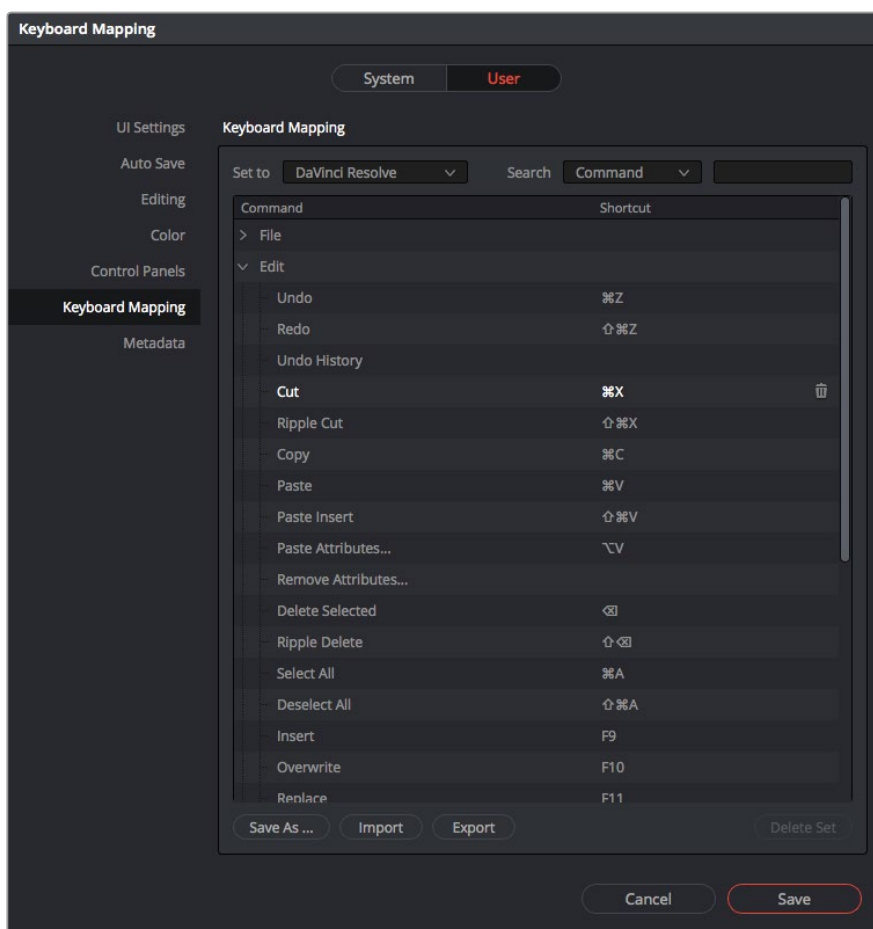 Keyboard Mapping
System User
UI Settings
Auto Save
Editing
Color
Control Panels
Keyboard Mapping
Metadata
Keyboard Mapping
Set to DaVinci Resolve Search Command
Command Shortcut
File
Edit
Undo ⌘Z
Redo ⇧⌘Z
Undo History
Cut ⌘X
Ripple Cut ⇧⌘X
Copy ⌘C
Paste ⌘V
Paste Insert ⇧⌘V
Paste Attributes... ⌥V
Remove Attributes...
Delete Selected ⌫
Ripple Delete ⇧⌫
Select All ⌘A
Deselect All ⇧⌘A
Insert F9
Overwrite F10
Replace F11
Save As ... Import Export Delete Set
Cancel Save